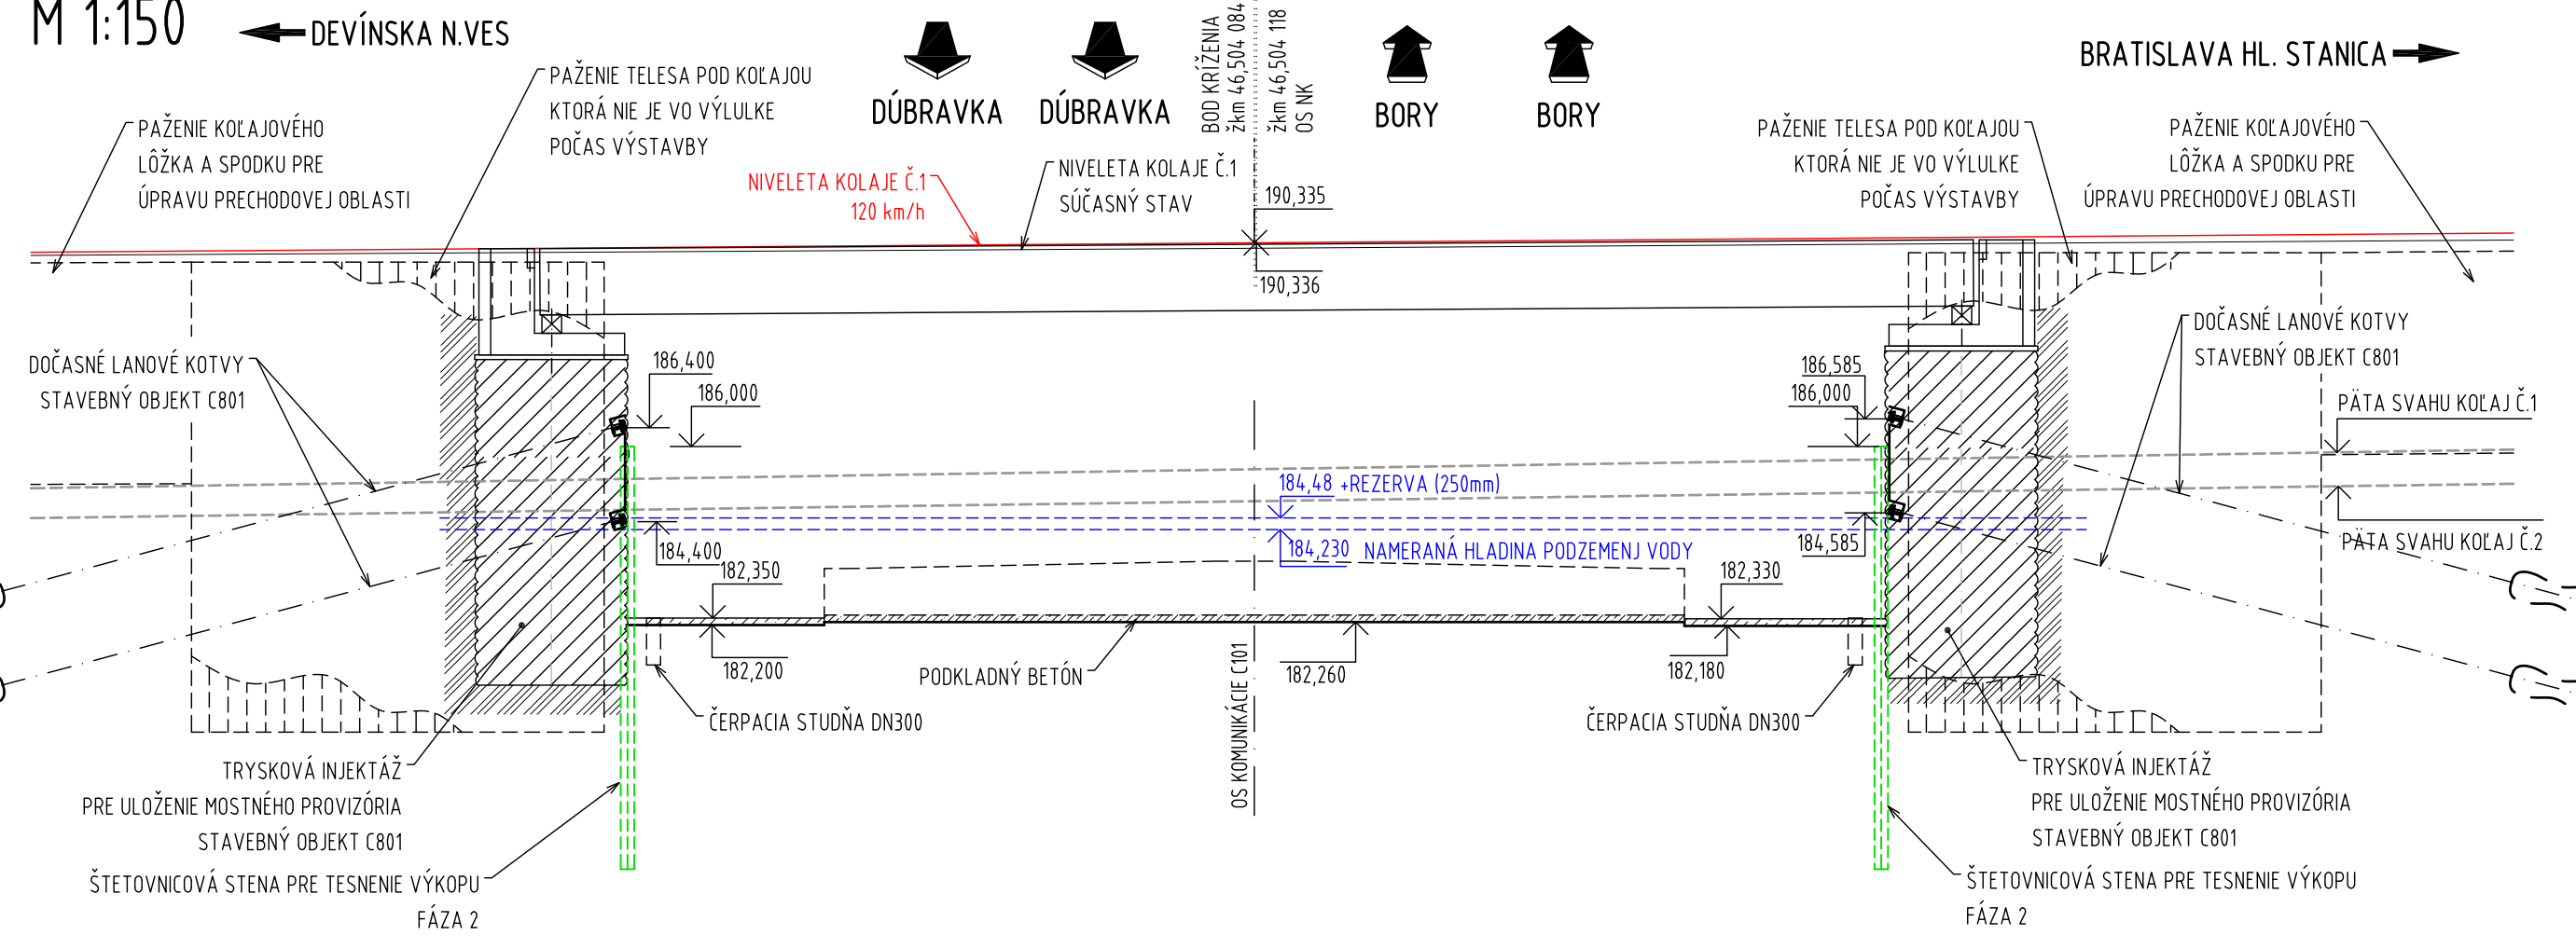 M 1:150
DEVÍNSKA N.VES
DÚBRAVKA
DÚBRAVKA
BOD KRÍŽENIA
žkm 46,504 084
žkm 46,504 118
OS NK
BORY
BORY
BRATISLAVA HL. STANICA
PAŽENIE KOĽAJOVÉHO
LÔŽKA A SPODKU PRE
ÚPRAVU PRECHODOVEJ OBLASTI
PAŽENIE TELESA POD KOĽAJOU
KTORÁ NIE JE VO VÝLULKE
POČAS VÝSTAVBY
NIVELETA KOLAJE Č.1
120 km/h
NIVELETA KOLAJE Č.1
SÚČASNÝ STAV
190,335
190,336
PAŽENIE TELESA POD KOĽAJOU
KTORÁ NIE JE VO VÝLULKE
POČAS VÝSTAVBY
PAŽENIE KOĽAJOVÉHO
LÔŽKA A SPODKU PRE
ÚPRAVU PRECHODOVEJ OBLASTI
DOČASNÉ LANOVÉ KOTVY
STAVEBNÝ OBJEKT C801
186,400
186,000
186,585
186,000
DOČASNÉ LANOVÉ KOTVY
STAVEBNÝ OBJEKT C801
PÄTA SVAHU KOĽAJ Č.1
184,48 +REZERVA (250mm)
184,230 NAMERANÁ HLADINA PODZEMENJ VODY
184,400
184,585
PÄTA SVAHU KOĽAJ Č.2
182,350
182,330
182,200
PODKLADNÝ BETÓN
182,260
182,180
OS KOMUNIKÁCIE C101
ČERPACIA STUDŇA DN300
ČERPACIA STUDŇA DN300
TRYSKOVÁ INJEKTÁŽ
PRE ULOŽENIE MOSTNÉHO PROVIZÓRIA
STAVEBNÝ OBJEKT C801
TRYSKOVÁ INJEKTÁŽ
PRE ULOŽENIE MOSTNÉHO PROVIZÓRIA
STAVEBNÝ OBJEKT C801
ŠTETOVNICOVÁ STENA PRE TESNENIE VÝKOPU
FÁZA 2
ŠTETOVNICOVÁ STENA PRE TESNENIE VÝKOPU
FÁZA 2